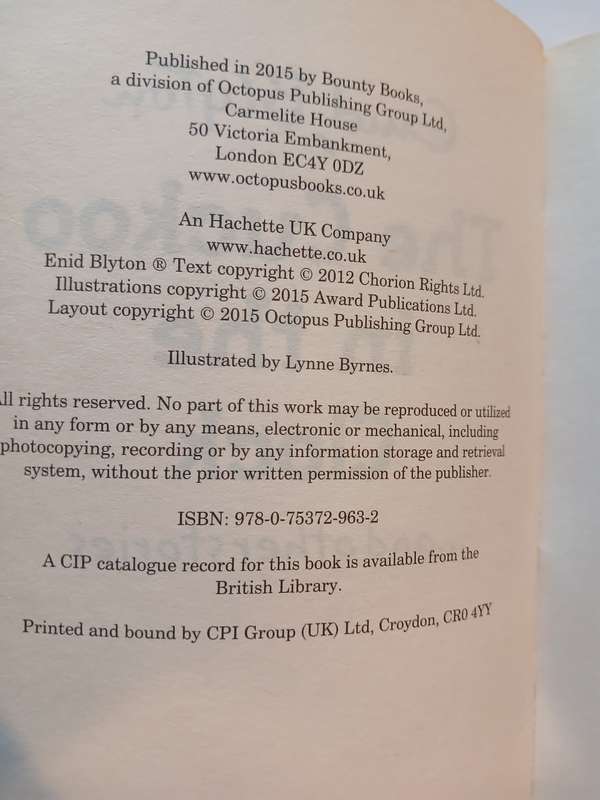 Published in 2015 by Bounty Books,
a division of Octopus Publishing Group Ltd,
Carmelite House
50 Victoria Embankment,
London EC4Y 0DZ
www.octopusbooks.co.uk
An Hachette UK Company
www.hachette.co.uk
Enid Blyton ® Text copyright © 2012 Chorion Rights Ltd.
Illustrations copyright © 2015 Award Publications Ltd.
Layout copyright © 2015 Octopus Publishing Group Ltd.
Illustrated by Lynne Byrnes.
All rights reserved. No part of this work may be reproduced or utilized
in any form or by any means, electronic or mechanical, including
photocopying, recording or by any information storage and retrieval
system, without the prior written permission of the publisher.
ISBN: 978-0-75372-963-2
A CIP catalogue record for this book is available from the
British Library.
Printed and bound by CPI Group (UK) Ltd, Croydon, CR0 4YY